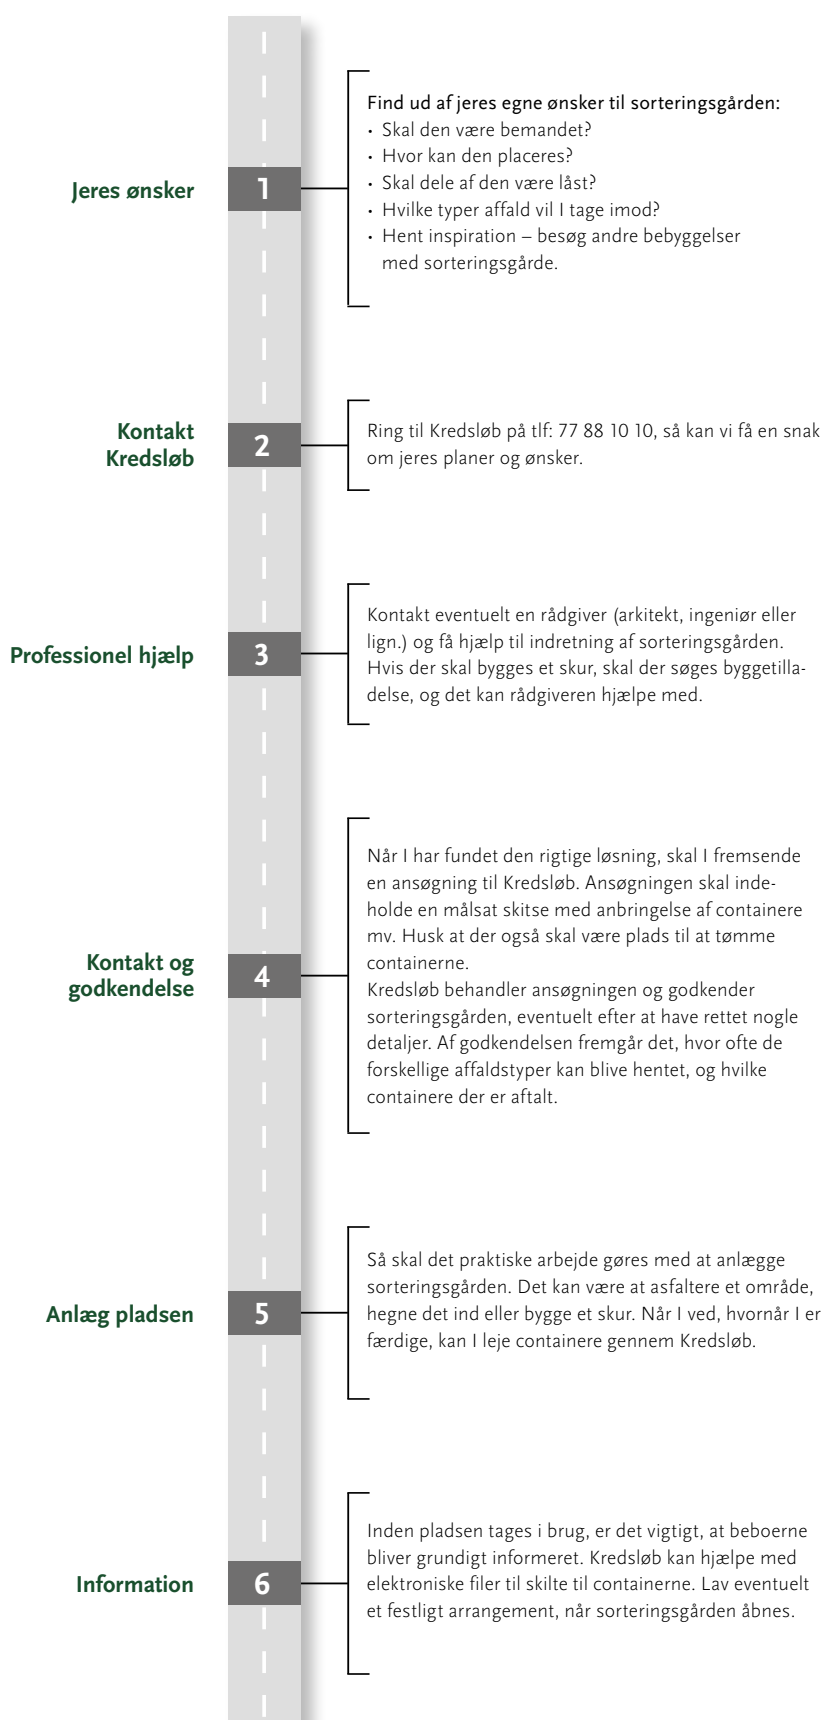 Jeres ønsker
1
Find ud af jeres egne ønsker til sorteringsgården:
• Skal den være bemandet?
• Hvor kan den placeres?
• Skal dele af den være låst?
• Hvilke typer affald vil I tage imod?
• Hent inspiration – besøg andre bebyggelser
med sorteringsgårde.
Kontakt
Kredsløb
2
Ring til Kredsløb på tlf: 77 88 10 10, så kan vi få en snak
om jeres planer og ønsker.
Professionel hjælp
3
Kontakt eventuelt en rådgiver (arkitekt, ingeniør eller
lign.) og få hjælp til indretning af sorteringsgården.
Hvis der skal bygges et skur, skal der søges byggetilla-
delse, og det kan rådgiveren hjælpe med.
Kontakt og
godkendelse
4
Når I har fundet den rigtige løsning, skal I fremsende
en ansøgning til Kredsløb. Ansøgningen skal inde-
holde en målsat skitse med anbringelse af containere
mv. Husk at der også skal være plads til at tømme
containerne.
Kredsløb behandler ansøgningen og godkender
sorteringsgården, eventuelt efter at have rettet nogle
detaljer. Af godkendelsen fremgår det, hvor ofte de
forskellige affaldstyper kan blive hentet, og hvilke
containere der er aftalt.
Anlæg pladsen
5
Så skal det praktiske arbejde gøres med at anlægge
sorteringsgården. Det kan være at asfaltere et område,
hegne det ind eller bygge et skur. Når I ved, hvornår I er
færdige, kan I leje containere gennem Kredsløb.
Information
6
Inden pladsen tages i brug, er det vigtigt, at beboerne
bliver grundigt informeret. Kredsløb kan hjælpe med
elektroniske filer til skilte til containerne. Lav eventuelt
et festligt arrangement, når sorteringsgården åbnes.